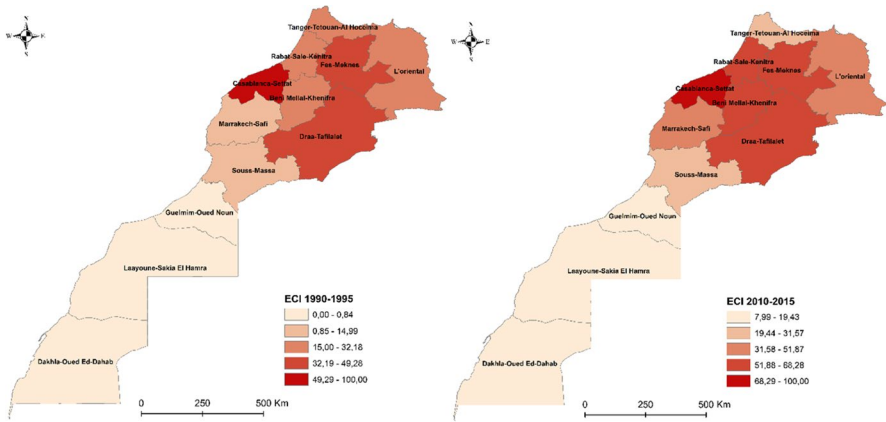 N
W E
S
Tanger-Tetouan-Al Hoceima
Rabat-Sale-Kenitra
Fes-Meknes
L'oriental
Casablanca-Settat
Beni Mellal-Khenifra
Marrakech-Safi
Draa-Tafilalet
Souss-Massa
Guelmim-Oued Noun
Laayoune-Sakia El Hamra
Dakhla-Oued Ed-Dahab
ECI 1990-1995
0,00 - 0,84
0,85 - 14,99
15,00 - 32,18
32,19 - 49,28
49,29 - 100,00
0 250 500 Km
N
W E
S
Tanger-Tetouan-Al Hoceima
Rabat-Sale-Kenitra
Fes-Meknes
L'oriental
Casablanca-Settat
Beni Mellal-Khenifra
Marrakech-Safi
Draa-Tafilalet
Souss-Massa
Guelmim-Oued Noun
Laayoune-Sakia El Hamra
Dakhla-Oued Ed-Dahab
ECI 2010-2015
7,99 - 19,43
19,44 - 31,57
31,58 - 51,87
51,88 - 68,28
68,29 - 100,00
0 250 500 Km